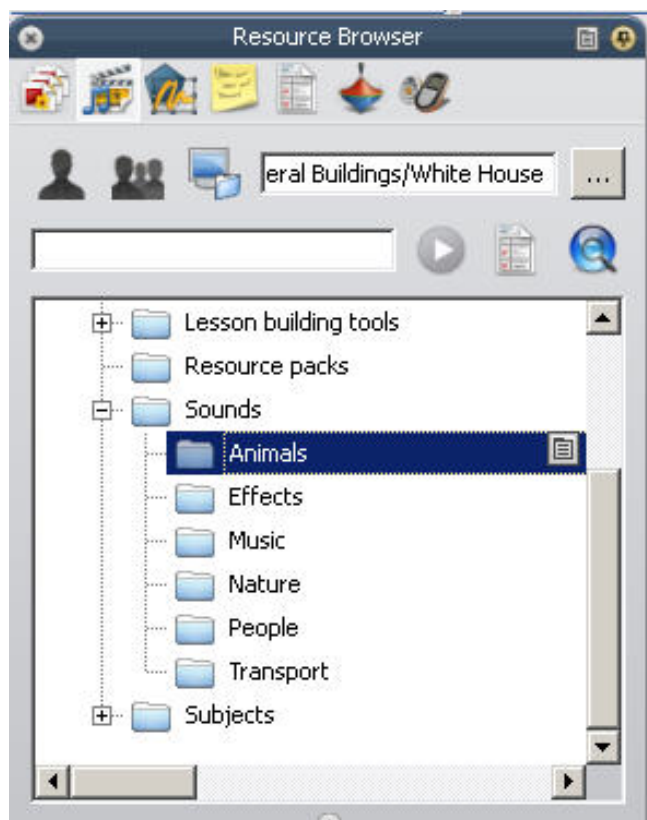 Resource Browser
eral Buildings/White House
...
Lesson building tools
Resource packs
Sounds
Animals
Effects
Music
Nature
People
Transport
Subjects